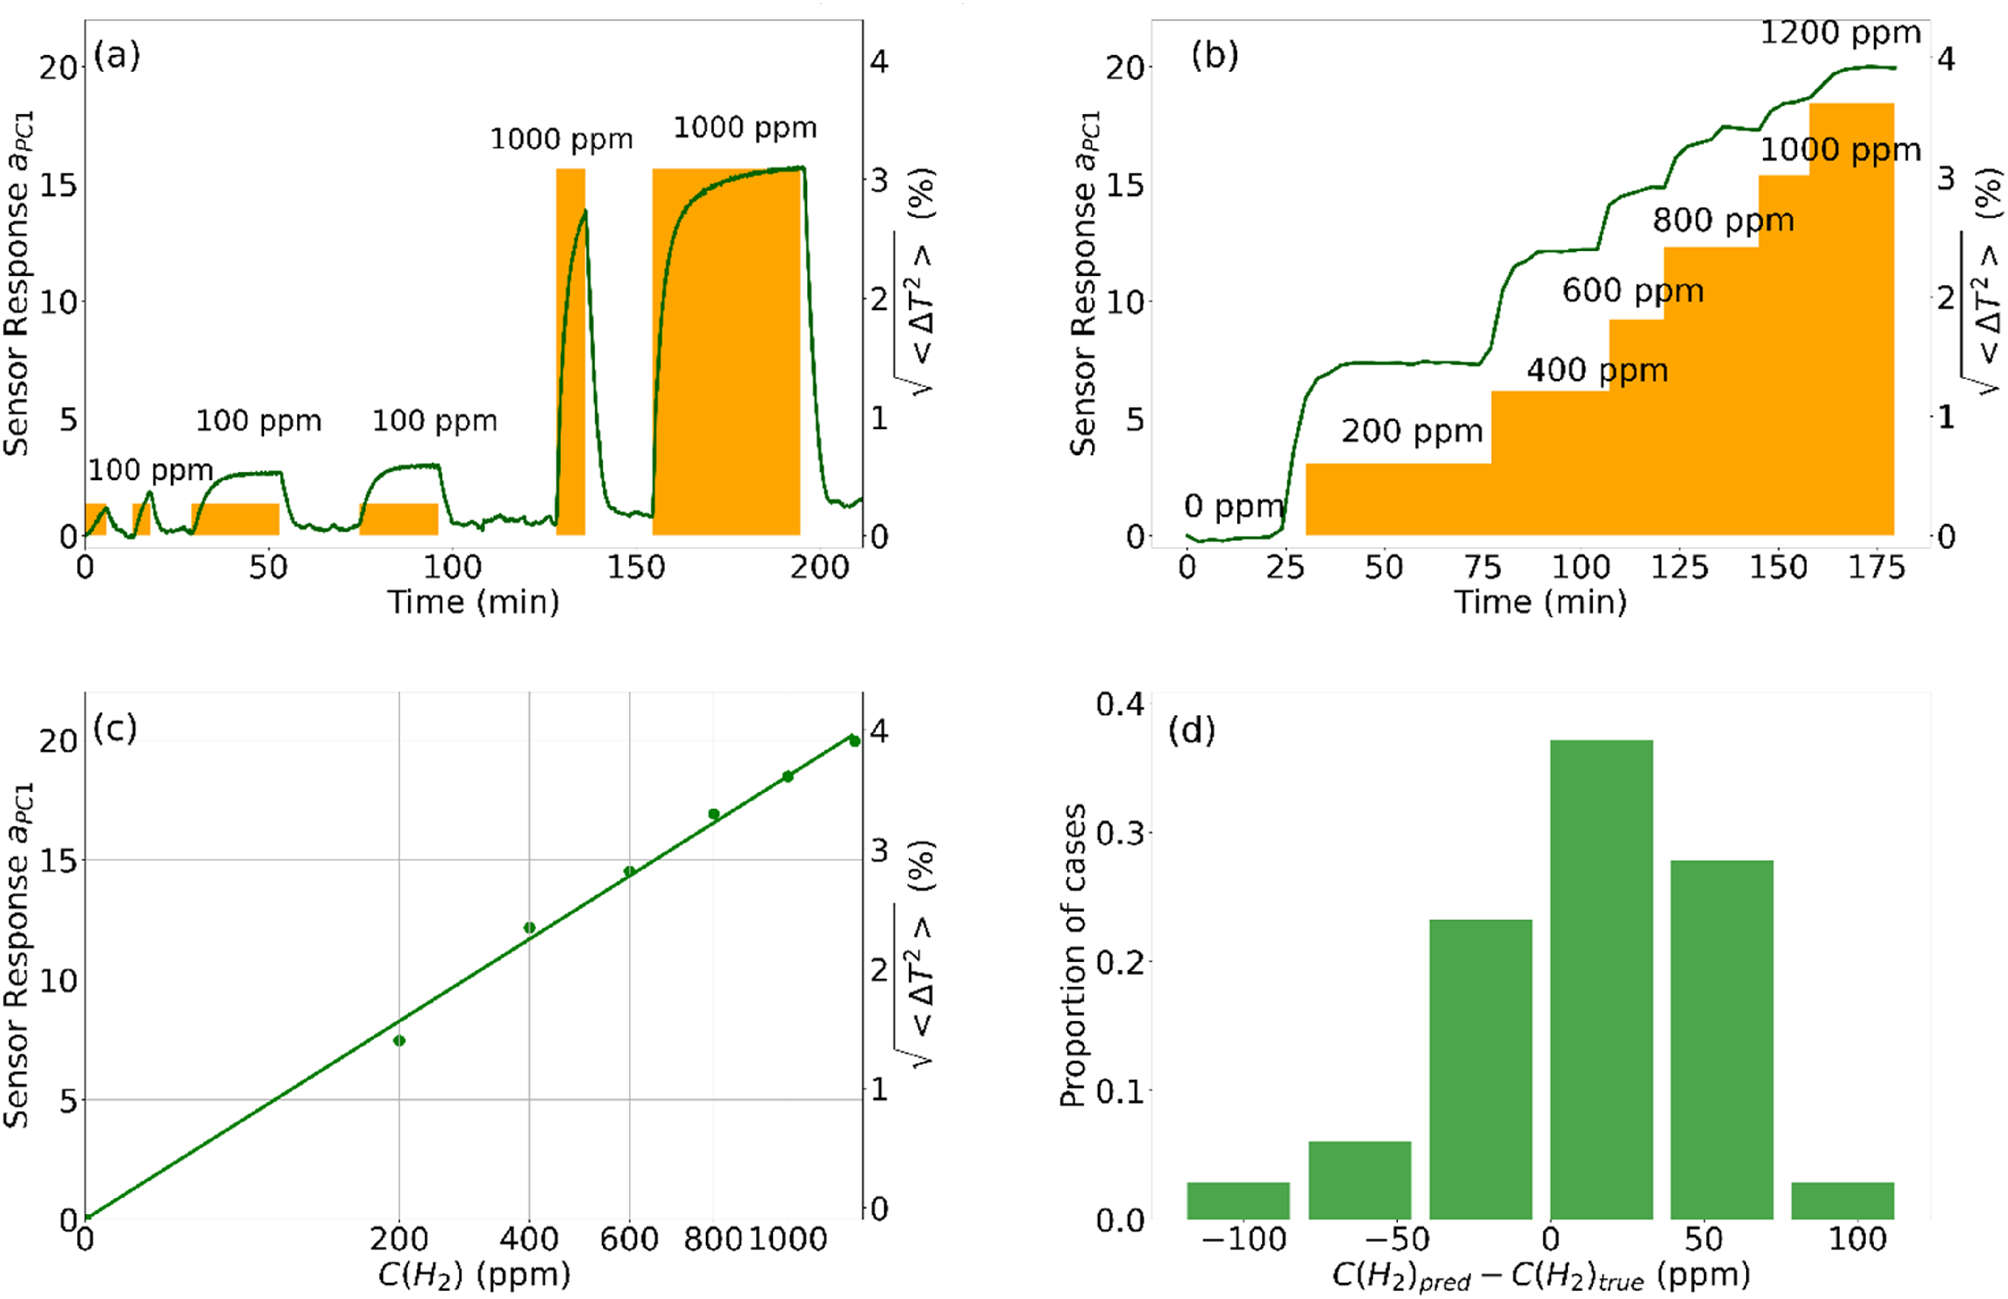 (a)
1000 ppm
1000 ppm
100 ppm
100 ppm
100 ppm
20
15
10
5
0
4
3
2
1
0
0 50 100 150 200
Time (min)
Sensor Response a_PC1
√<ΔT²> (%)
(b)
1200 ppm
1000 ppm
800 ppm
600 ppm
400 ppm
200 ppm
0 ppm
20
15
10
5
0
4
3
2
1
0
0 25 50 75 100 125 150 175
Time (min)
Sensor Response a_PC1
√<ΔT²> (%)
(c)
20
15
10
5
0
4
3
2
1
0
0 200 400 600 800 1000
C(H₂) (ppm)
Sensor Response a_PC1
√<ΔT²> (%)
(d)
0.4
0.3
0.2
0.1
0.0
−100 −50 0 50 100
C(H₂)_pred − C(H₂)_true (ppm)
Proportion of cases